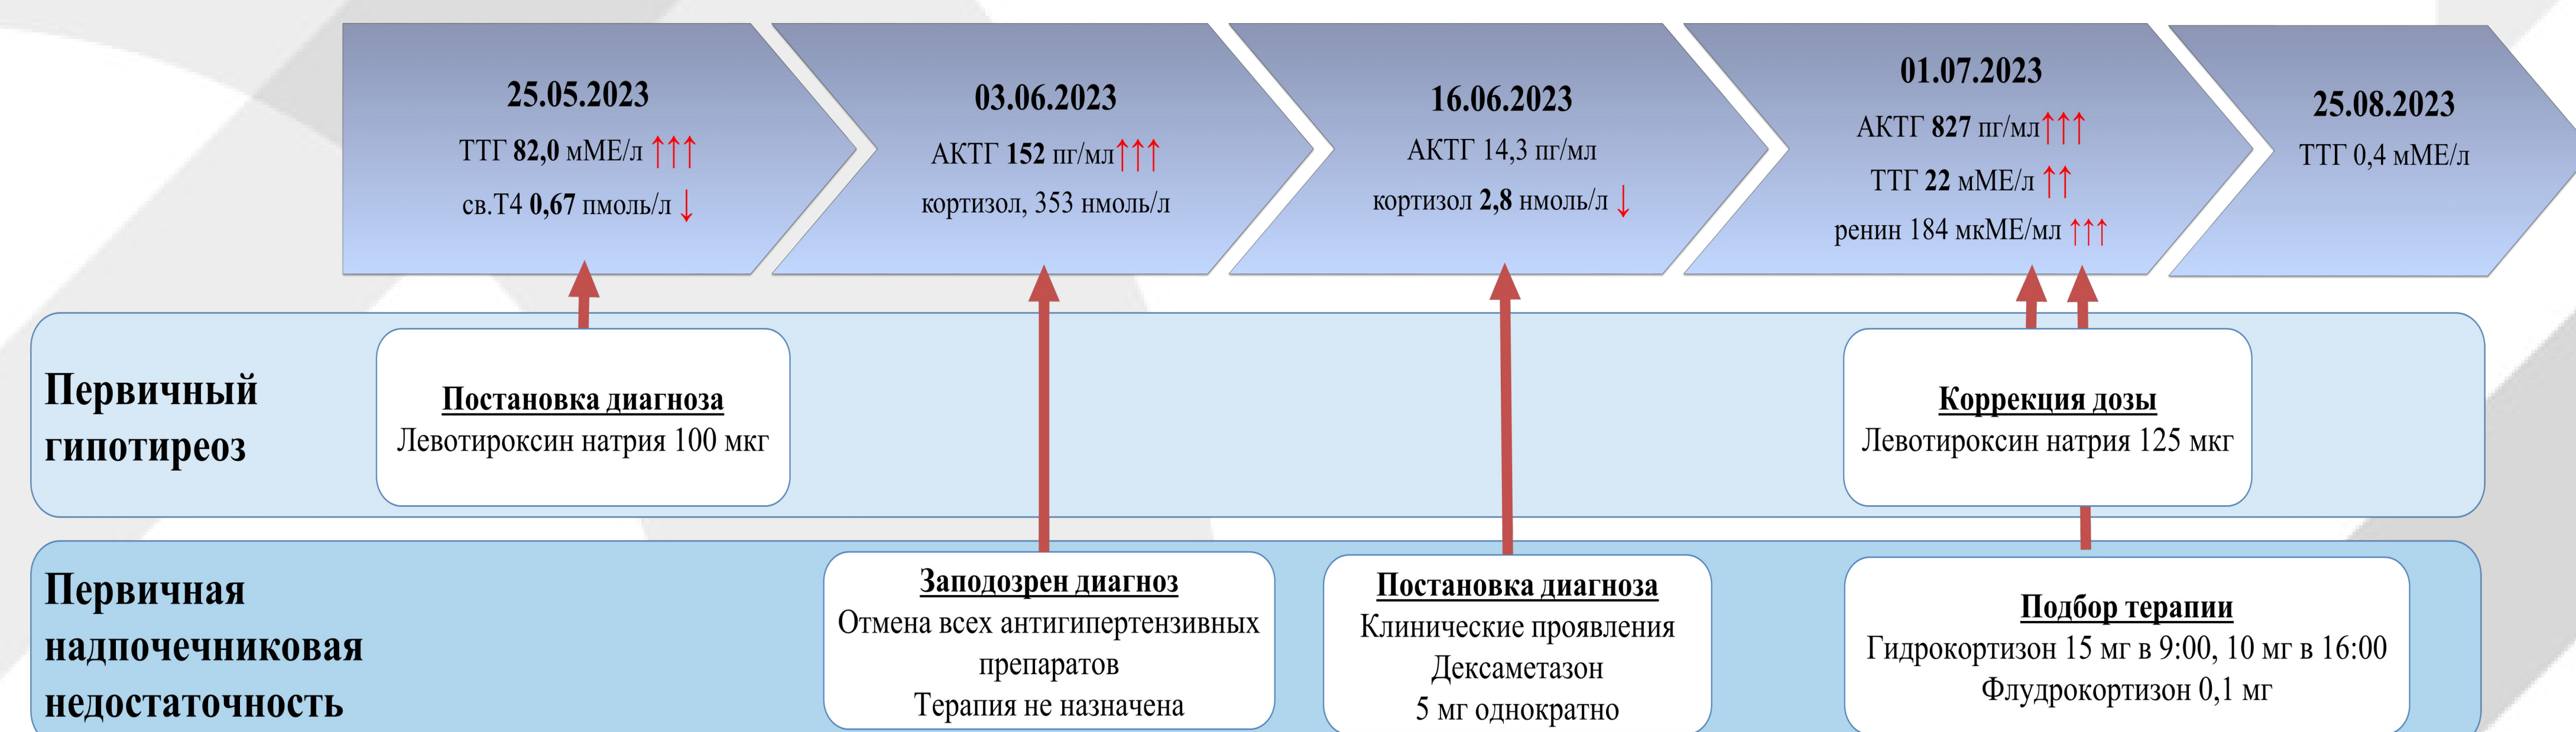 25.05.2023
ТТГ 82,0 мМЕ/л ↑↑↑
св.Т4 0,67 пмоль/л ↓
03.06.2023
АКТГ 152 пг/мл↑↑↑
кортизол, 353 нмоль/л
16.06.2023
АКТГ 14,3 пг/мл
кортизол 2,8 нмоль/л ↓
01.07.2023
АКТГ 827 пг/мл↑↑↑
ТТГ 22 мМЕ/л ↑↑
ренин 184 мкМЕ/мл ↑↑↑
25.08.2023
ТТГ 0,4 мМЕ/л
Первичный
гипотиреоз
Постановка диагноза
Левотироксин натрия 100 мкг
Коррекция дозы
Левотироксин натрия 125 мкг
Первичная
надпочечниковая
недостаточность
Заподозрен диагноз
Отмена всех антигипертензивных
препаратов
Терапия не назначена
Постановка диагноза
Клинические проявления
Дексаметазон
5 мг однократно
Подбор терапии
Гидрокортизон 15 мг в 9:00, 10 мг в 16:00
Флудрокортизон 0,1 мг